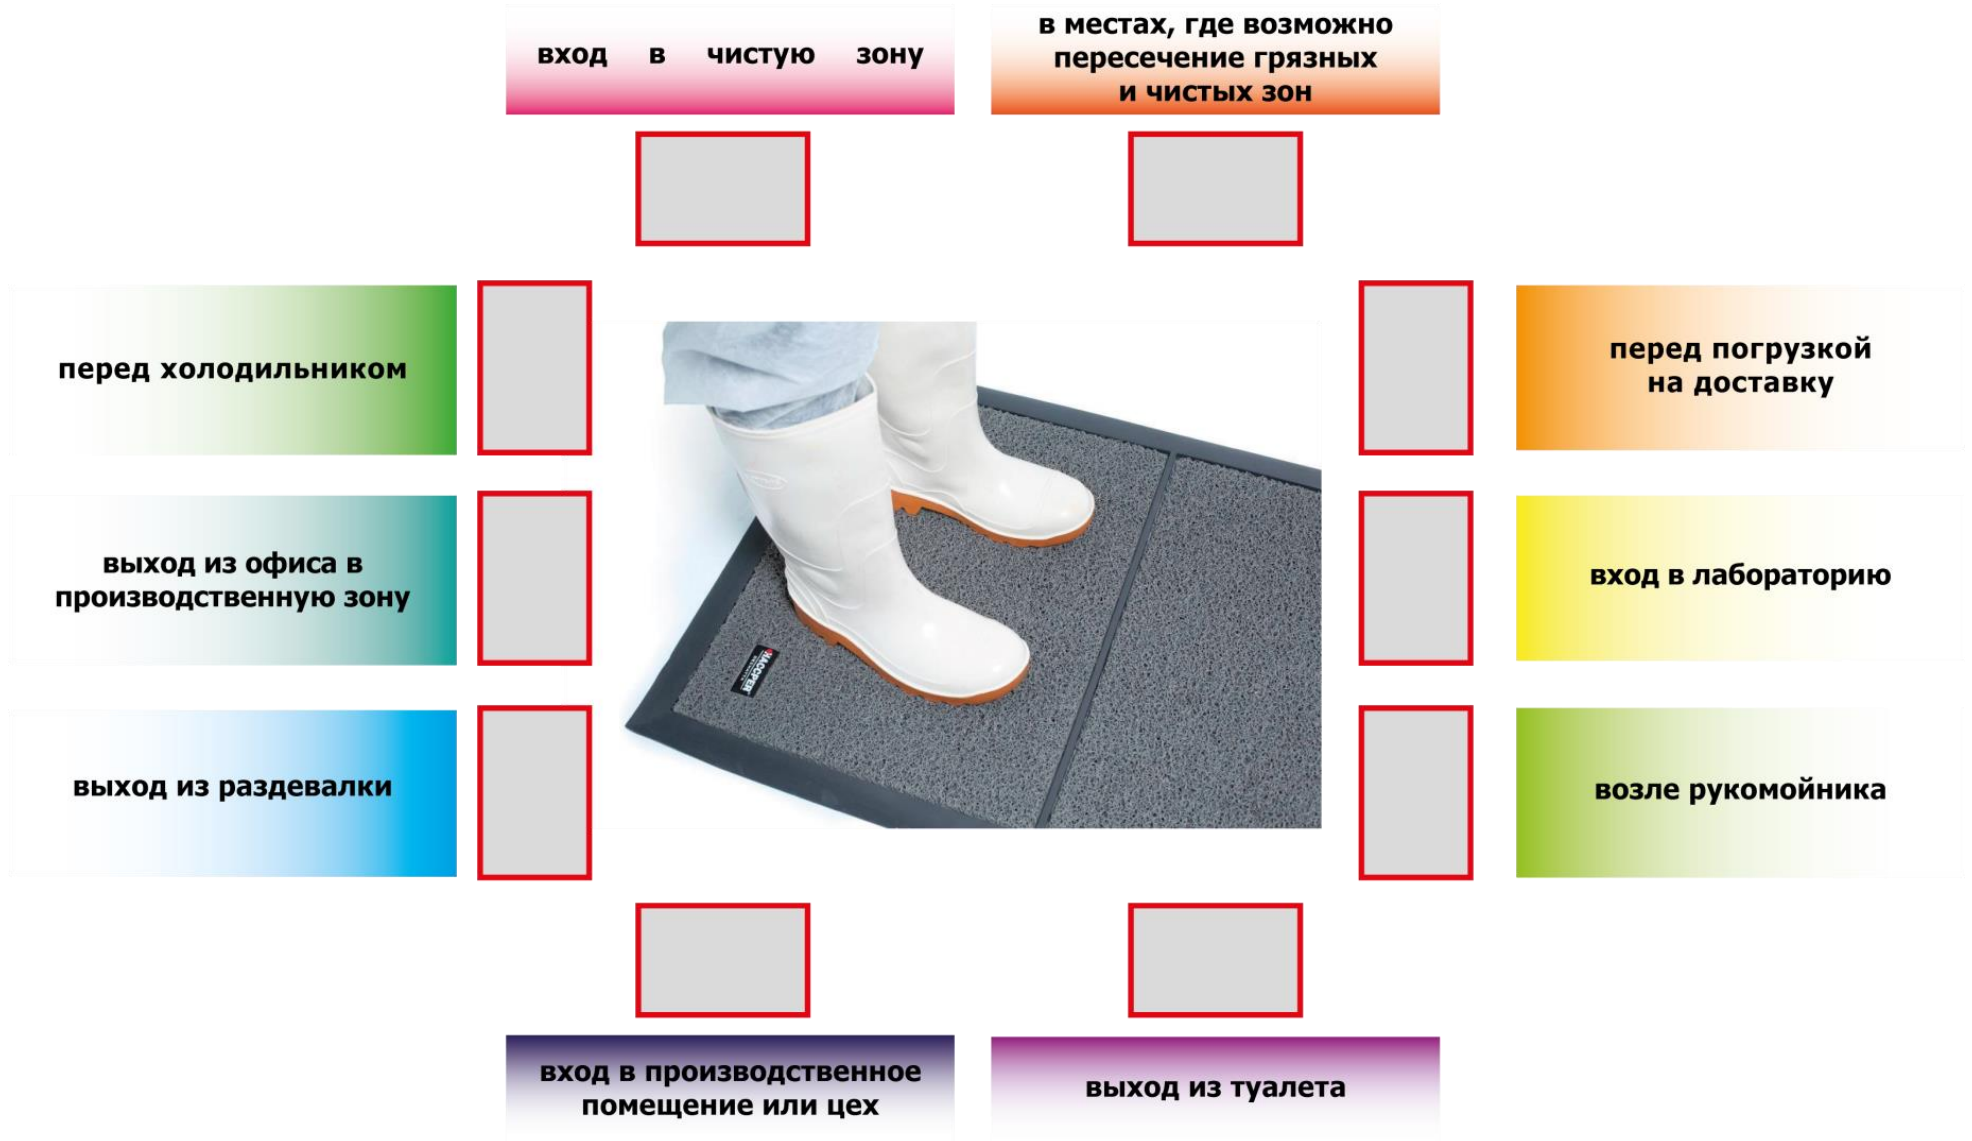 вход в чистую зону
в местах, где возможно
пересечение грязных
и чистых зон
перед холодильником
перед погрузкой
на доставку
выход из офиса в
производственную зону
вход в лабораторию
HACCPER
выход из раздевалки
возле рукомойника
вход в производственное
помещение или цех
выход из туалета